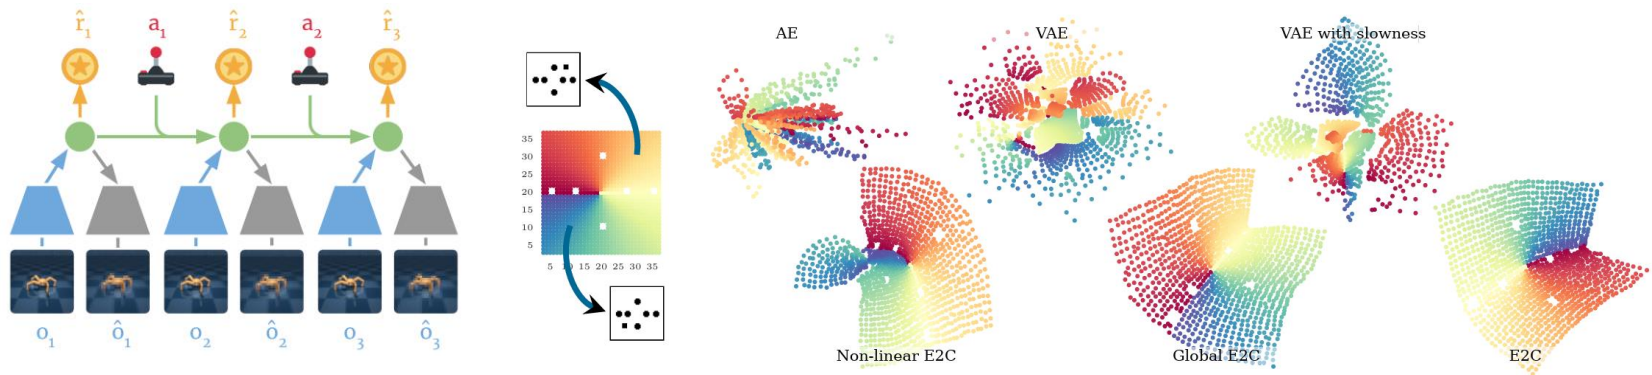 r̂₁ a₁ r̂₂ a₂ r̂₃
o₁ ô₁ o₂ ô₂ o₃ ô₃
35
30
25
20
15
10
5
5 10 15 20 25 30 35
AE VAE VAE with slowness
Non-linear E2C Global E2C E2C